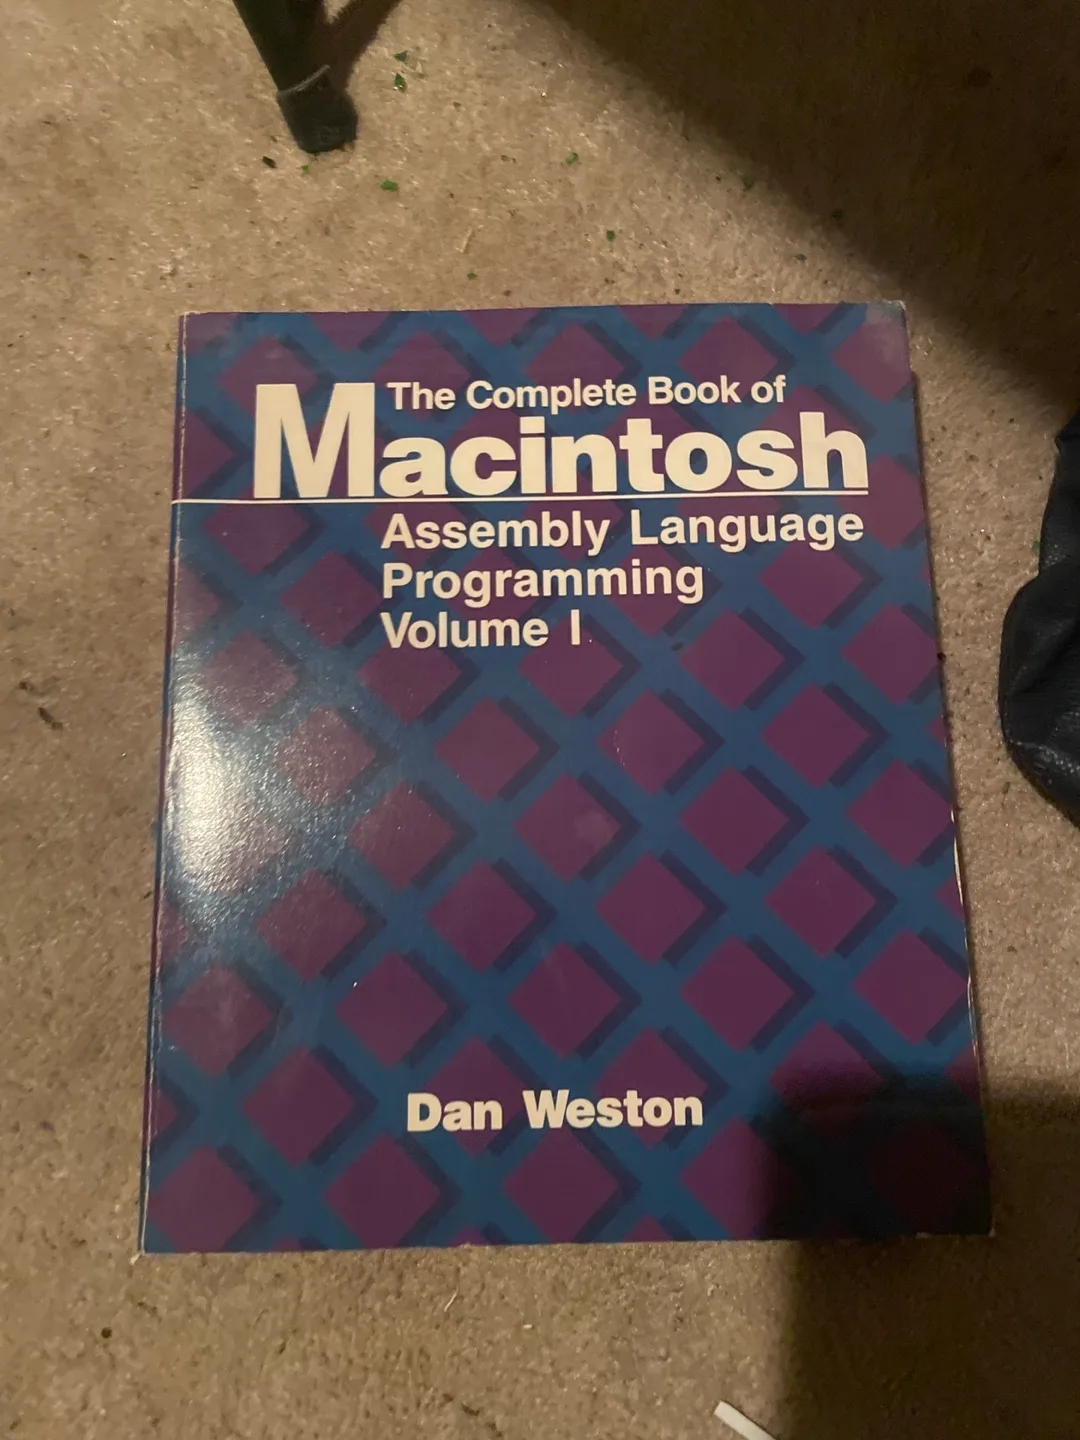 The Complete Book of
Macintosh
Assembly Language
Programming
Volume I
Dan Weston